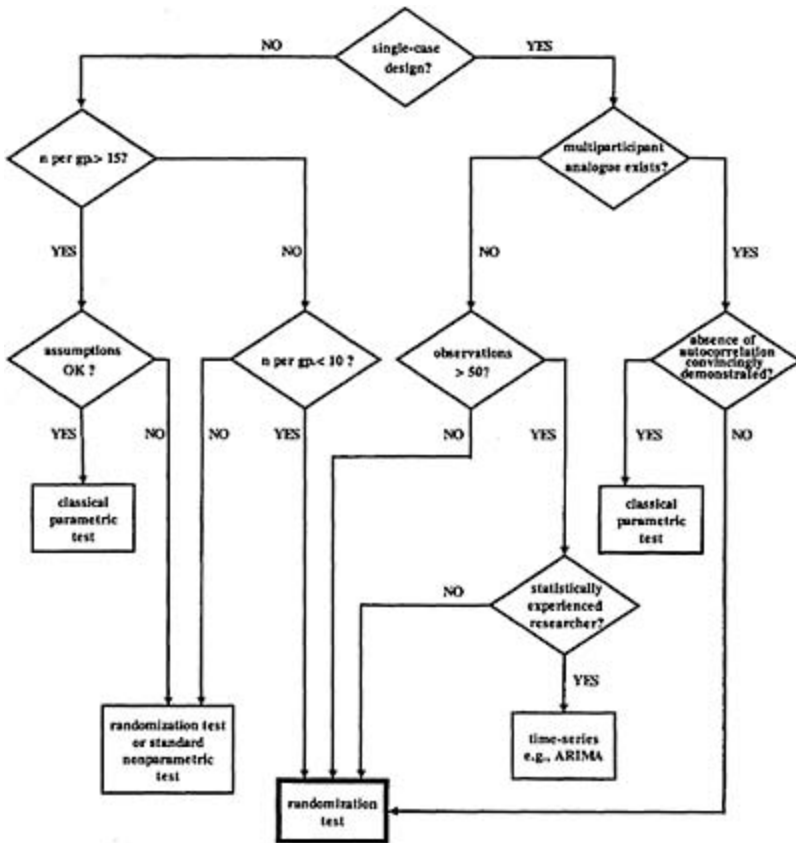 NO
single-case
design?
YES
n per gp.> 15?
multiparticipant
analogue exists?
YES
NO
NO
YES
assumptions
OK ?
n per gp.< 10 ?
observations
> 50?
absence of
autocorrelation
convincingly
demonstrated?
YES
NO
NO
YES
NO
YES
YES
NO
classical
parametric
test
classical
parametric
test
NO
statistically
experienced
researcher?
YES
randomization test
or standard
nonparametric
test
time-series
e.g., ARIMA
randomization
test